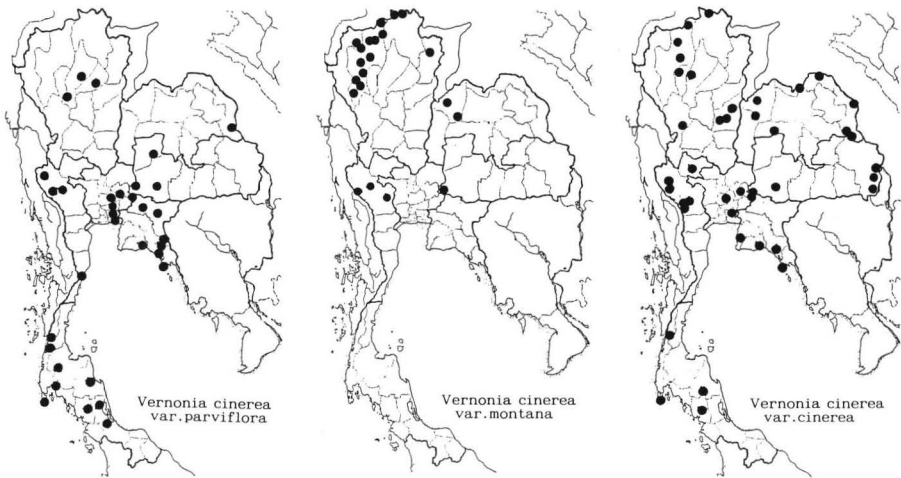 Vernonia cinerea
var.parviflora
Vernonia cinerea
var.montana
Vernonia cinerea
var.cinerea